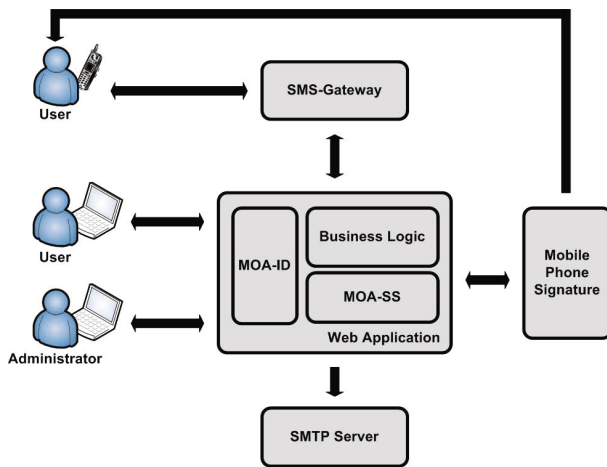 User
SMS-Gateway
User
MOA-ID
Business Logic
MOA-SS
Web Application
Mobile
Phone
Signature
Administrator
SMTP Server